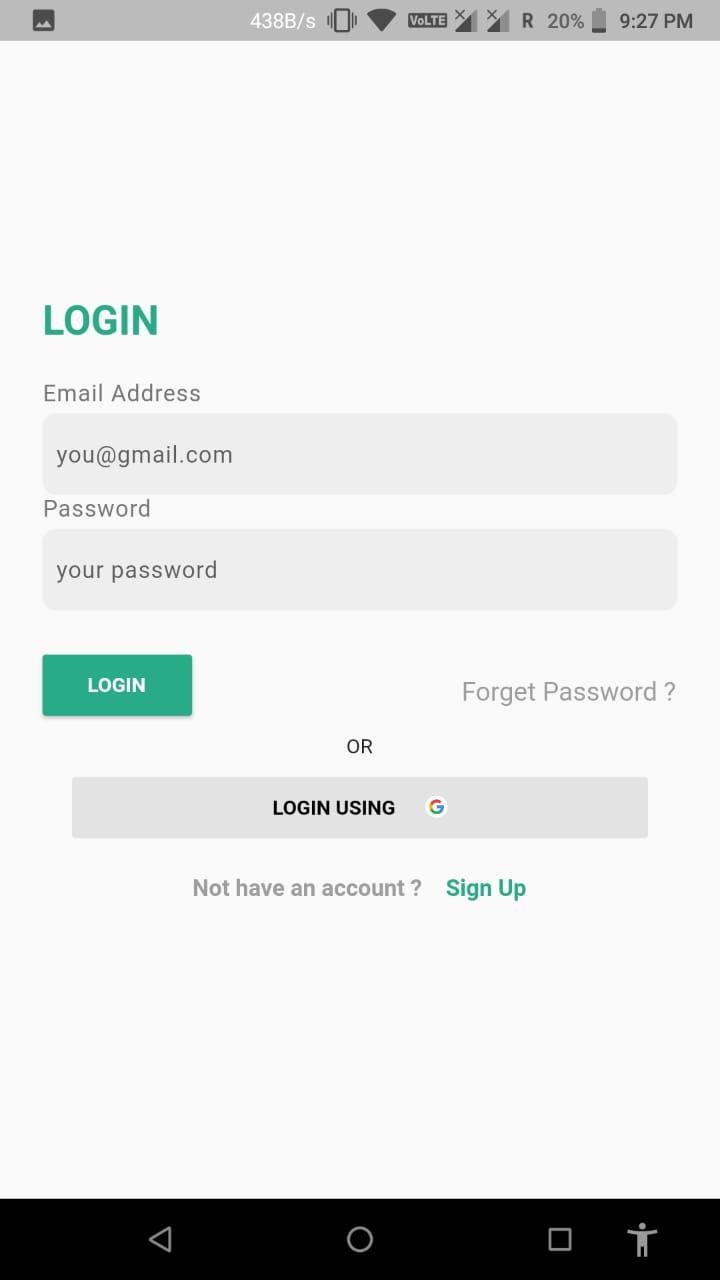 438B/s VoLTE R 20% 9:27 PM
LOGIN
Email Address
you@gmail.com
Password
your password
LOGIN
Forget Password ?
OR
LOGIN USING G
Not have an account ? Sign Up